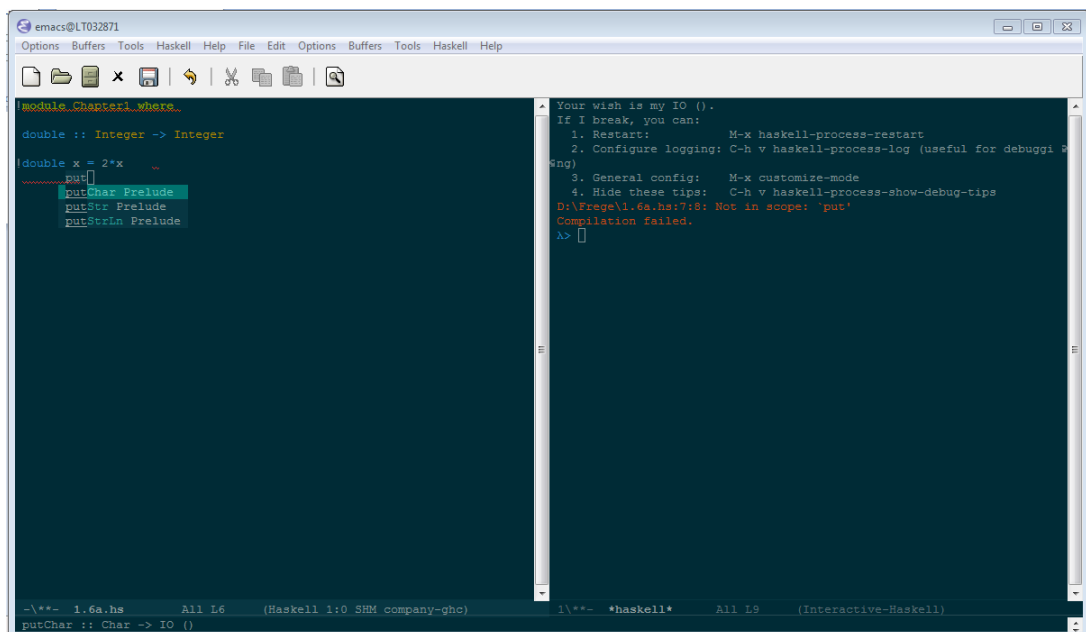 emacs@LT032871
Options Buffers Tools Haskell Help File Edit Options Buffers Tools Haskell Help
!module Chapter1 where
double :: Integer -> Integer
!double x = 2*x
put
putChar Prelude
putStr Prelude
putStrLn Prelude
-\**- 1.6a.hs All L6 (Haskell 1:0 SHM company-ghc)
Your wish is my IO ().
If I break, you can:
1. Restart: M-x haskell-process-restart
2. Configure logging: C-h v haskell-process-log (useful for debuggi
ng)
3. General config: M-x customize-mode
4. Hide these tips: C-h v haskell-process-show-debug-tips
D:\Frege\1.6a.hs:7:8: Not in scope: `put'
Compilation failed.
λ>
1\**- *haskell* All L9 (Interactive-Haskell)
putChar :: Char -> IO ()